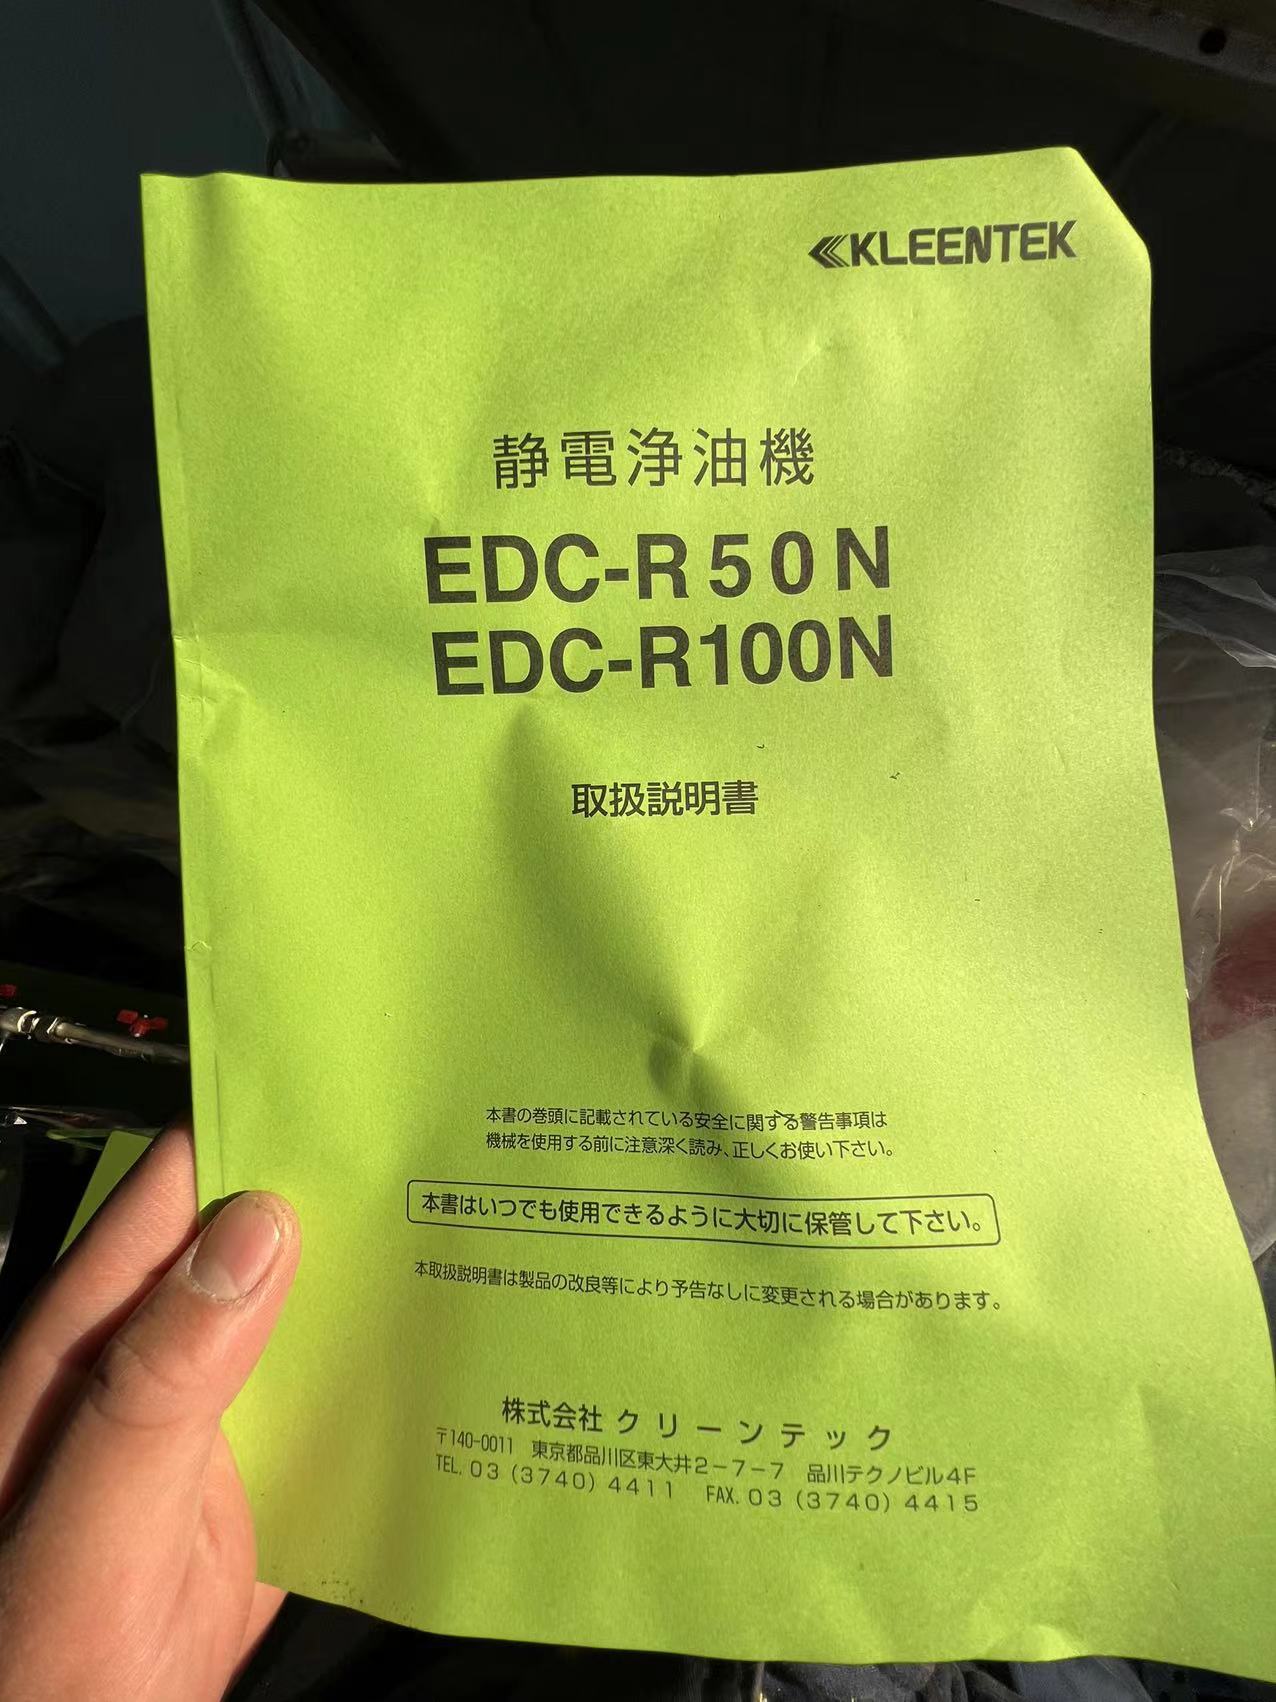 KLEENTEK
静電浄油機
EDC-R50N
EDC-R100N
取扱説明書
本書の巻頭に記載されている安全に関する警告事項は
機械を使用する前に注意深く読み、正しくお使い下さい。
本書はいつでも使用できるように大切に保管して下さい。
本取扱説明書は製品の改良等により予告なしに変更される場合があります。
株式会社 クリーンテック
〒140-0011 東京都品川区東大井2-7-7 品川テクノビル4F
TEL. 03 (3740) 4411 FAX. 03 (3740) 4415